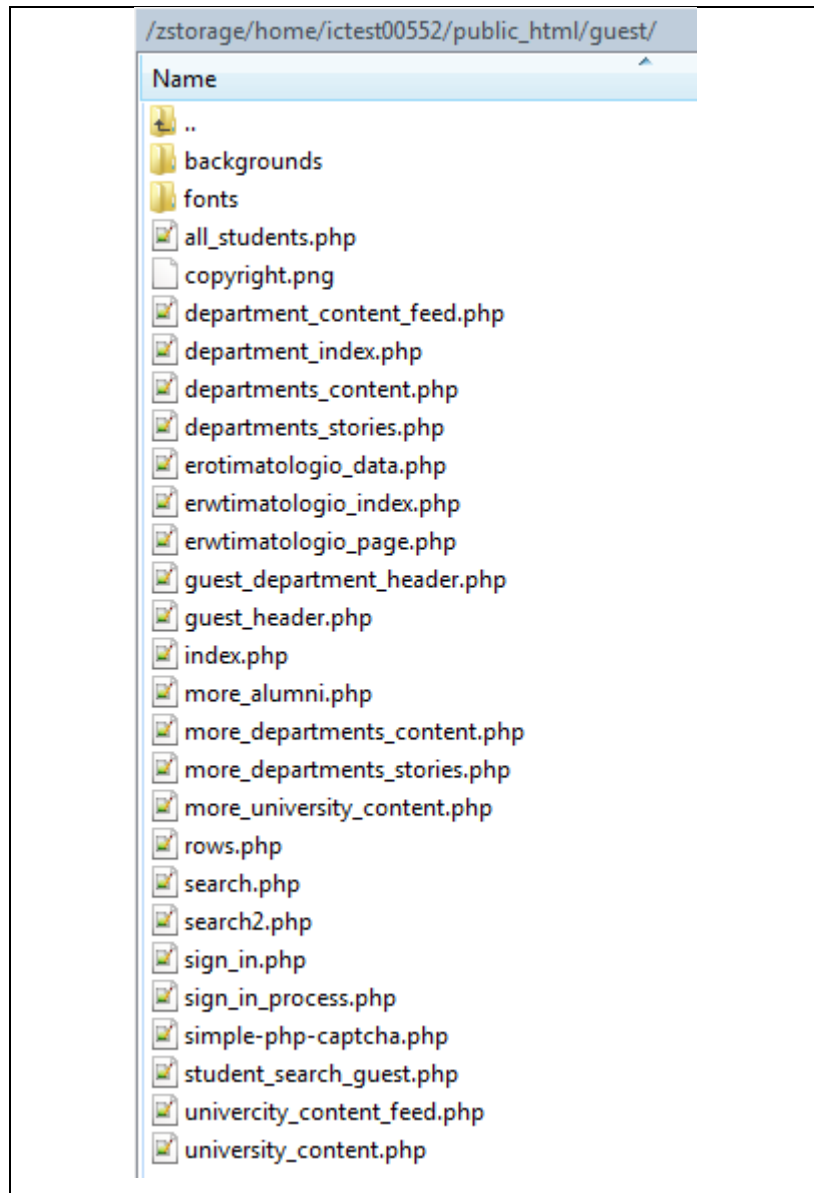 /zstorage/home/ictest00552/public_html/guest/
Name
..
backgrounds
fonts
all_students.php
copyright.png
department_content_feed.php
department_index.php
departments_content.php
departments_stories.php
erotimatologio_data.php
erwtimatologio_index.php
erwtimatologio_page.php
guest_department_header.php
guest_header.php
index.php
more_alumni.php
more_departments_content.php
more_departments_stories.php
more_university_content.php
rows.php
search.php
search2.php
sign_in.php
sign_in_process.php
simple-php-captcha.php
student_search_guest.php
univercity_content_feed.php
university_content.php